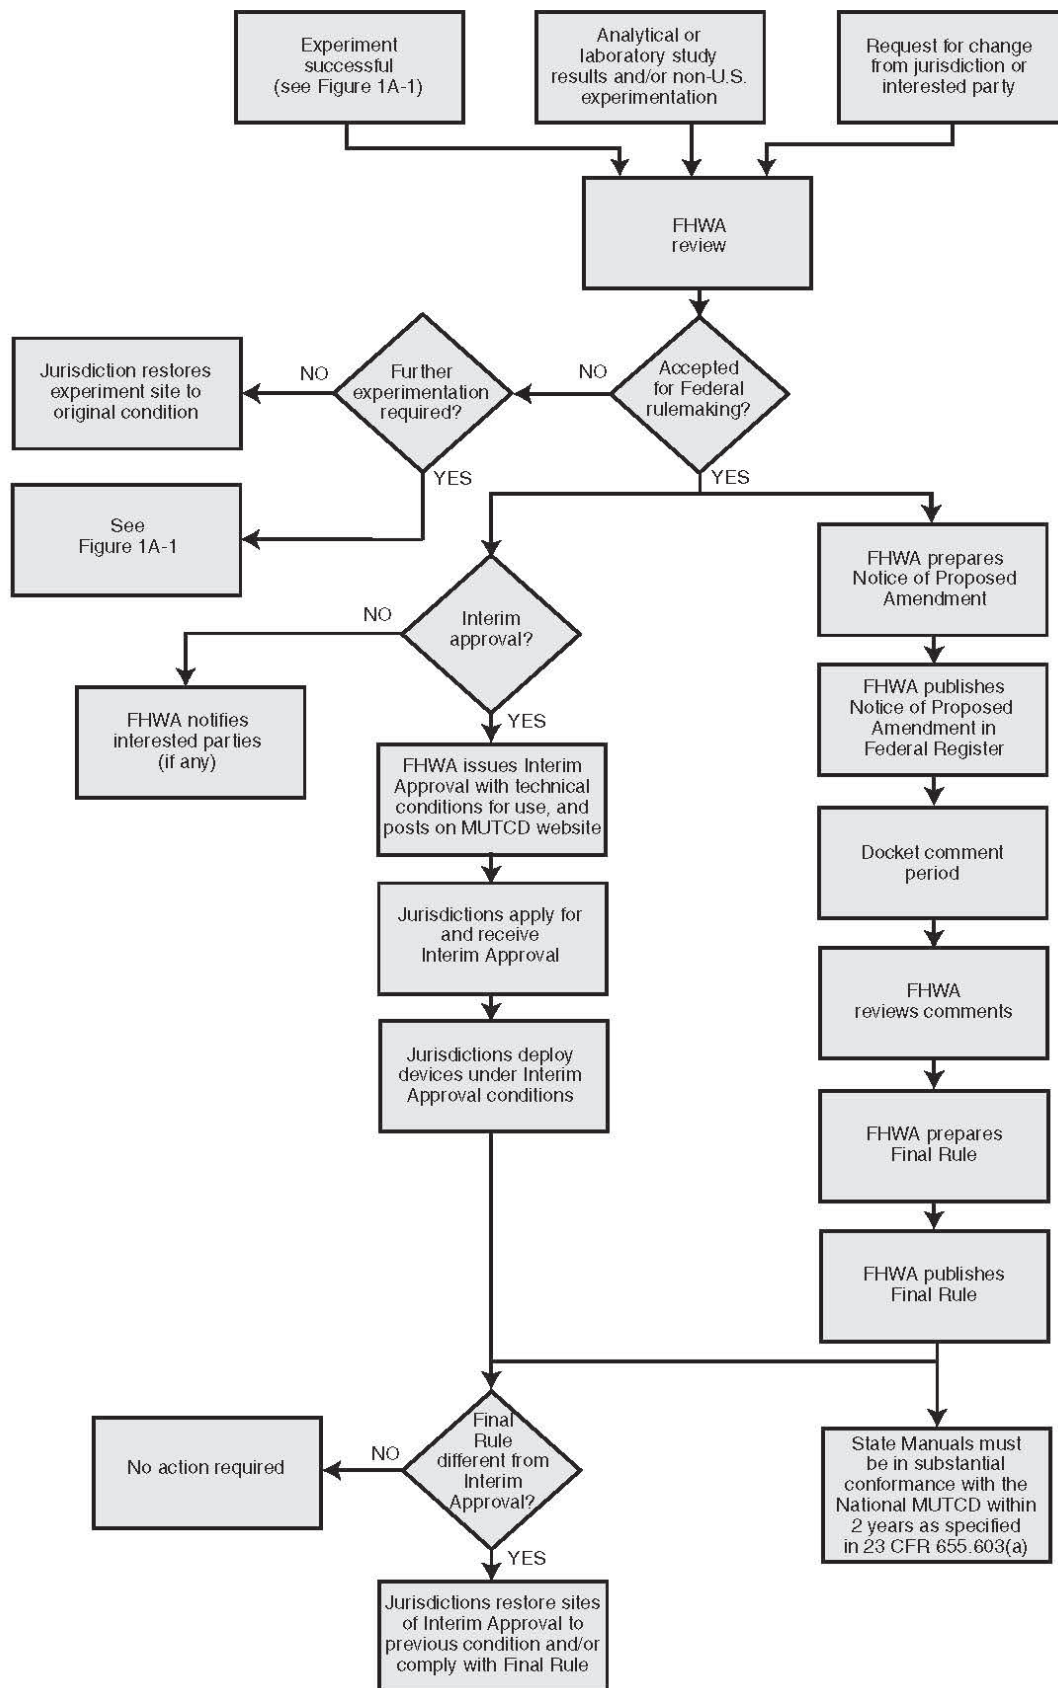 Experiment
successful
(see Figure 1A-1)
Analytical or
laboratory study
results and/or non-U.S.
experimentation
Request for change
from jurisdiction or
interested party
FHWA
review
Accepted
for Federal
rulemaking?
NO
Further
experimentation
required?
NO
Jurisdiction restores
experiment site to
original condition
YES
See
Figure 1A-1
YES
Interim
approval?
NO
FHWA notifies
interested parties
(if any)
YES
FHWA issues Interim
Approval with technical
conditions for use, and
posts on MUTCD website
Jurisdictions apply for
and receive
Interim Approval
Jurisdictions deploy
devices under Interim
Approval conditions
FHWA prepares
Notice of Proposed
Amendment
FHWA publishes
Notice of Proposed
Amendment in
Federal Register
Docket comment
period
FHWA
reviews comments
FHWA prepares
Final Rule
FHWA publishes
Final Rule
Final
Rule
different from
Interim
Approval?
NO
No action required
YES
Jurisdictions restore sites
of Interim Approval to
previous condition and/or
comply with Final Rule
State Manuals must
be in substantial
conformance with the
National MUTCD within
2 years as specified
in 23 CFR 655.603(a)